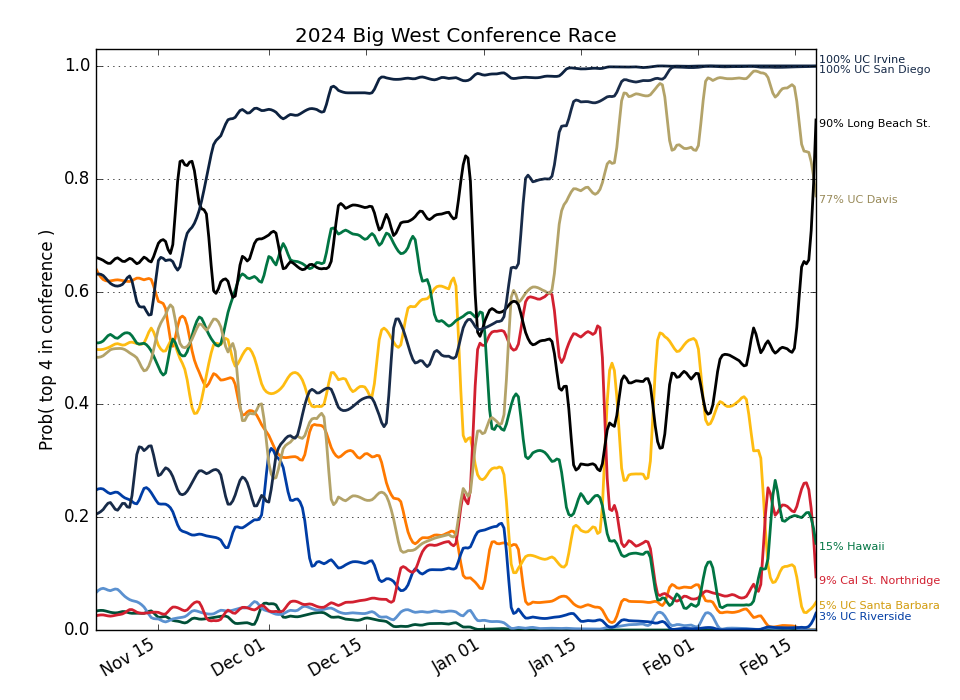 2024 Big West Conference Race
Prob( top 4 in conference )
1.0
0.8
0.6
0.4
0.2
0.0
Nov 15
Dec 01
Dec 15
Jan 01
Jan 15
Feb 01
Feb 15
100% UC Irvine
100% UC San Diego
90% Long Beach St.
77% UC Davis
15% Hawaii
9% Cal St. Northridge
5% UC Santa Barbara
3% UC Riverside